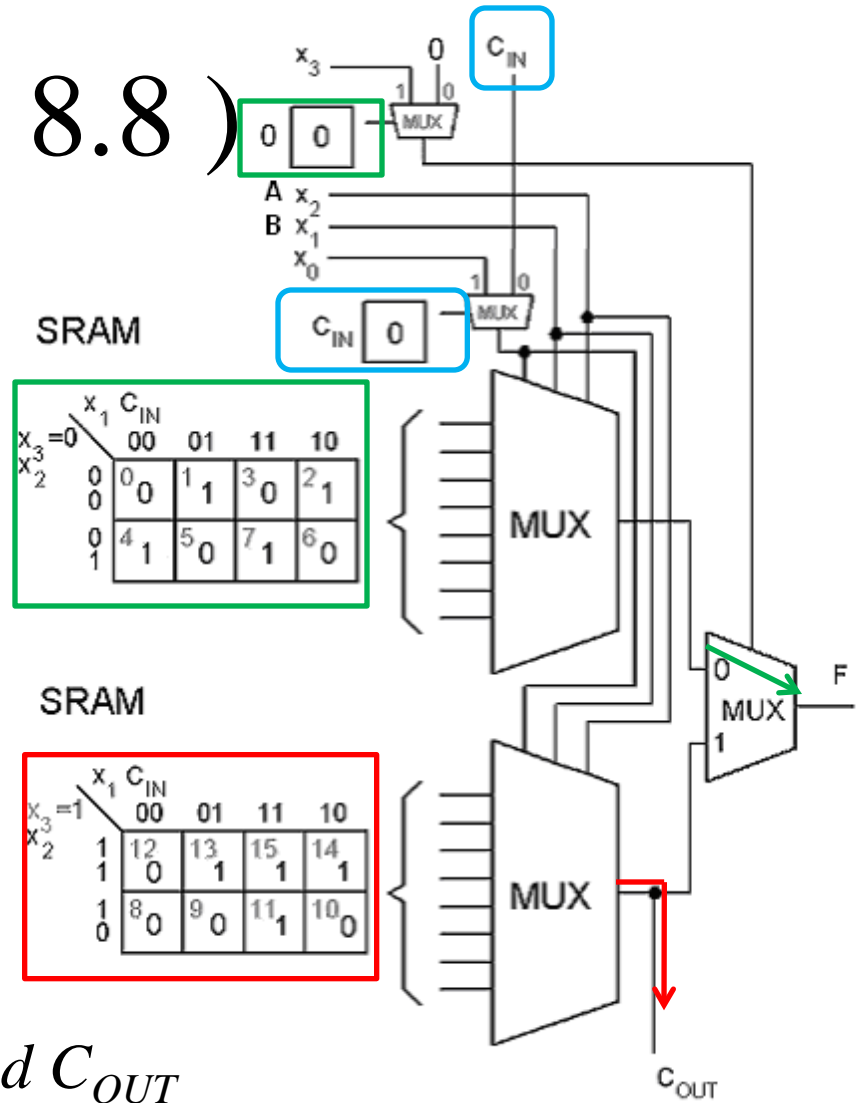 8.8 )
x3 0 CIN
1 0
MUX
0 0
A x2
B x1
x0
1 0
MUX
CIN 0
SRAM
x1 CIN
x3=0 00 01 11 10
x2
0 0 0 0 1 1 3 0 2 1
0 1 4 1 5 0 7 1 6 0
MUX
0
MUX F
1
SRAM
x1 CIN
x3=1 00 01 11 10
x2
1 1 12 0 13 1 15 1 14 1
1 0 8 0 9 0 11 1 10 0
MUX
d COUT
COUT